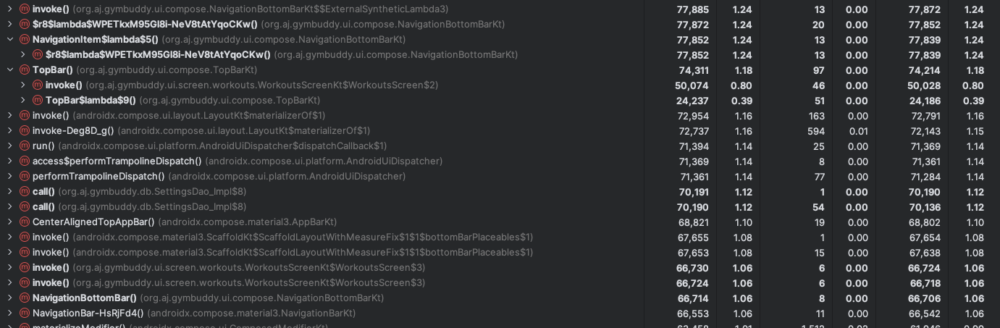 invoke() (org.aj.gymbuddy.ui.compose.NavigationBottomBarKt$$ExternalSyntheticLambda3) 77,885 1.24 13 0.00 77,872 1.24
$r8$lambda$WPETkxM95Gl8i-NeV8tAtYqoCKw() (org.aj.gymbuddy.ui.compose.NavigationBottomBarKt) 77,872 1.24 20 0.00 77,852 1.24
NavigationItem$lambda$5() (org.aj.gymbuddy.ui.compose.NavigationBottomBarKt) 77,852 1.24 13 0.00 77,839 1.24
$r8$lambda$WPETkxM95Gl8i-NeV8tAtYqoCKw() (org.aj.gymbuddy.ui.compose.NavigationBottomBarKt) 77,852 1.24 13 0.00 77,839 1.24
TopBar() (org.aj.gymbuddy.ui.compose.TopBarKt) 74,311 1.18 97 0.00 74,214 1.18
invoke() (org.aj.gymbuddy.ui.screen.workouts.WorkoutsScreenKt$WorkoutsScreen$2) 50,074 0.80 46 0.00 50,028 0.80
TopBar$lambda$9() (org.aj.gymbuddy.ui.compose.TopBarKt) 24,237 0.39 51 0.00 24,186 0.39
invoke() (androidx.compose.ui.layout.LayoutKt$materializerOf$1) 72,954 1.16 163 0.00 72,791 1.16
invoke-Deg8D_g() (androidx.compose.ui.layout.LayoutKt$materializerOf$1) 72,737 1.16 594 0.01 72,143 1.15
run() (androidx.compose.ui.platform.AndroidUiDispatcher$dispatchCallback$1) 71,394 1.14 25 0.00 71,369 1.14
access$performTrampolineDispatch() (androidx.compose.ui.platform.AndroidUiDispatcher) 71,369 1.14 8 0.00 71,361 1.14
performTrampolineDispatch() (androidx.compose.ui.platform.AndroidUiDispatcher) 71,361 1.14 77 0.00 71,284 1.14
call() (org.aj.gymbuddy.db.SettingsDao_Impl$8) 70,191 1.12 1 0.00 70,190 1.12
call() (org.aj.gymbuddy.db.SettingsDao_Impl$8) 70,190 1.12 54 0.00 70,136 1.12
CenterAlignedTopAppBar() (androidx.compose.material3.AppBarKt) 68,821 1.10 19 0.00 68,802 1.10
invoke() (androidx.compose.material3.ScaffoldKt$ScaffoldLayoutWithMeasureFix$1$1$bottomBarPlaceables$1) 67,655 1.08 1 0.00 67,654 1.08
invoke() (androidx.compose.material3.ScaffoldKt$ScaffoldLayoutWithMeasureFix$1$1$bottomBarPlaceables$1) 67,653 1.08 15 0.00 67,638 1.08
invoke() (org.aj.gymbuddy.ui.screen.workouts.WorkoutsScreenKt$WorkoutsScreen$3) 66,730 1.06 6 0.00 66,724 1.06
invoke() (org.aj.gymbuddy.ui.screen.workouts.WorkoutsScreenKt$WorkoutsScreen$3) 66,724 1.06 6 0.00 66,718 1.06
NavigationBottomBar() (org.aj.gymbuddy.ui.compose.NavigationBottomBarKt) 66,714 1.06 8 0.00 66,706 1.06
NavigationBar-HsRjFd4() (androidx.compose.material3.NavigationBarKt) 66,553 1.06 11 0.00 66,542 1.06
materializeModifier() (androidx.compose.ui.ComposedModifierKt)